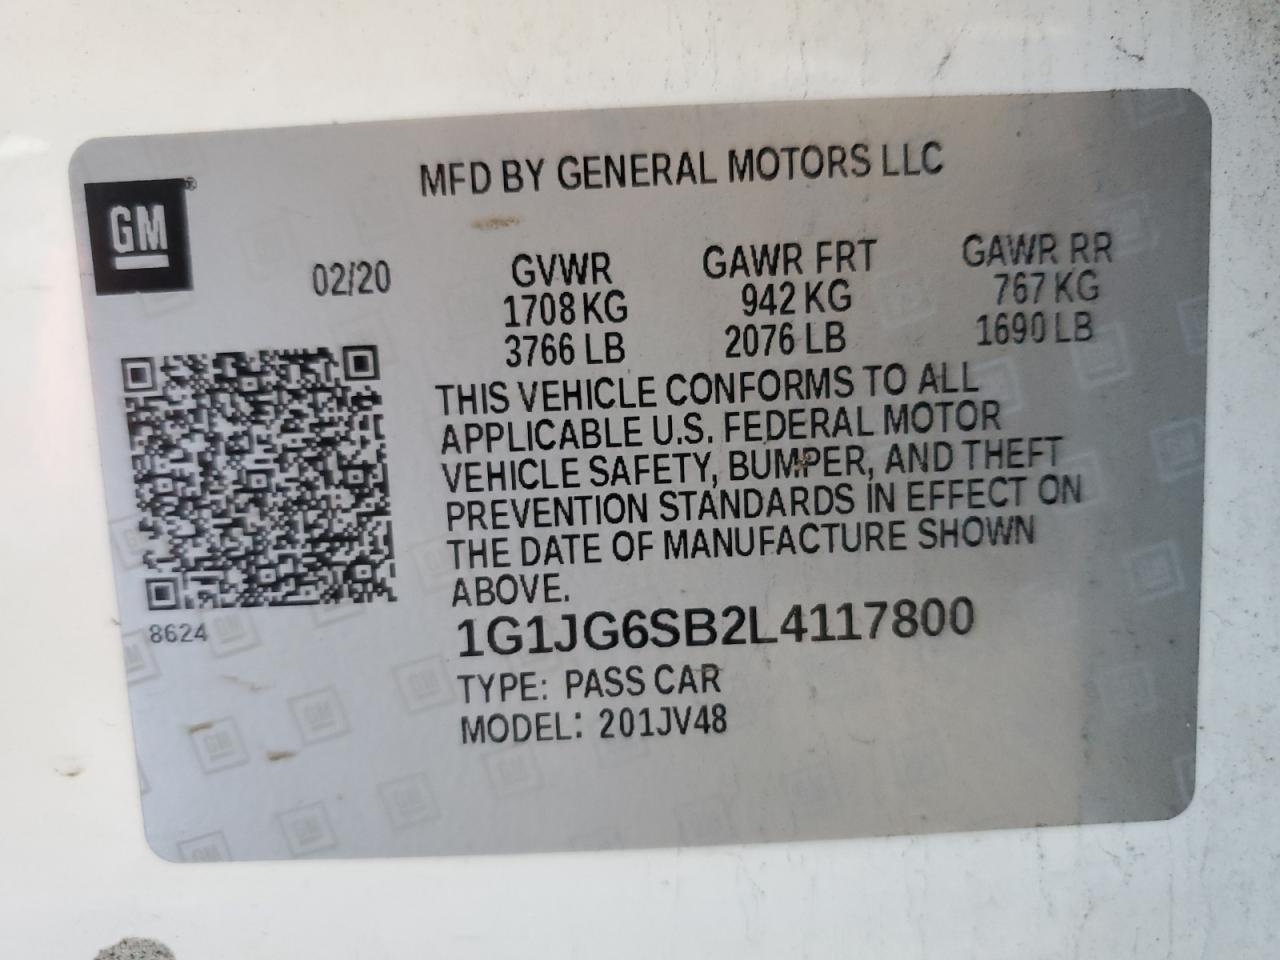 MFD BY GENERAL MOTORS LLC
GM®
02/20
GVWR GAWR FRT GAWR RR
1708 KG 942 KG 767 KG
3766 LB 2076 LB 1690 LB
THIS VEHICLE CONFORMS TO ALL
APPLICABLE U.S. FEDERAL MOTOR
VEHICLE SAFETY, BUMPER, AND THEFT
PREVENTION STANDARDS IN EFFECT ON
THE DATE OF MANUFACTURE SHOWN
ABOVE.
8624
1G1JG6SB2L4117800
TYPE: PASS CAR
MODEL: 201JV48